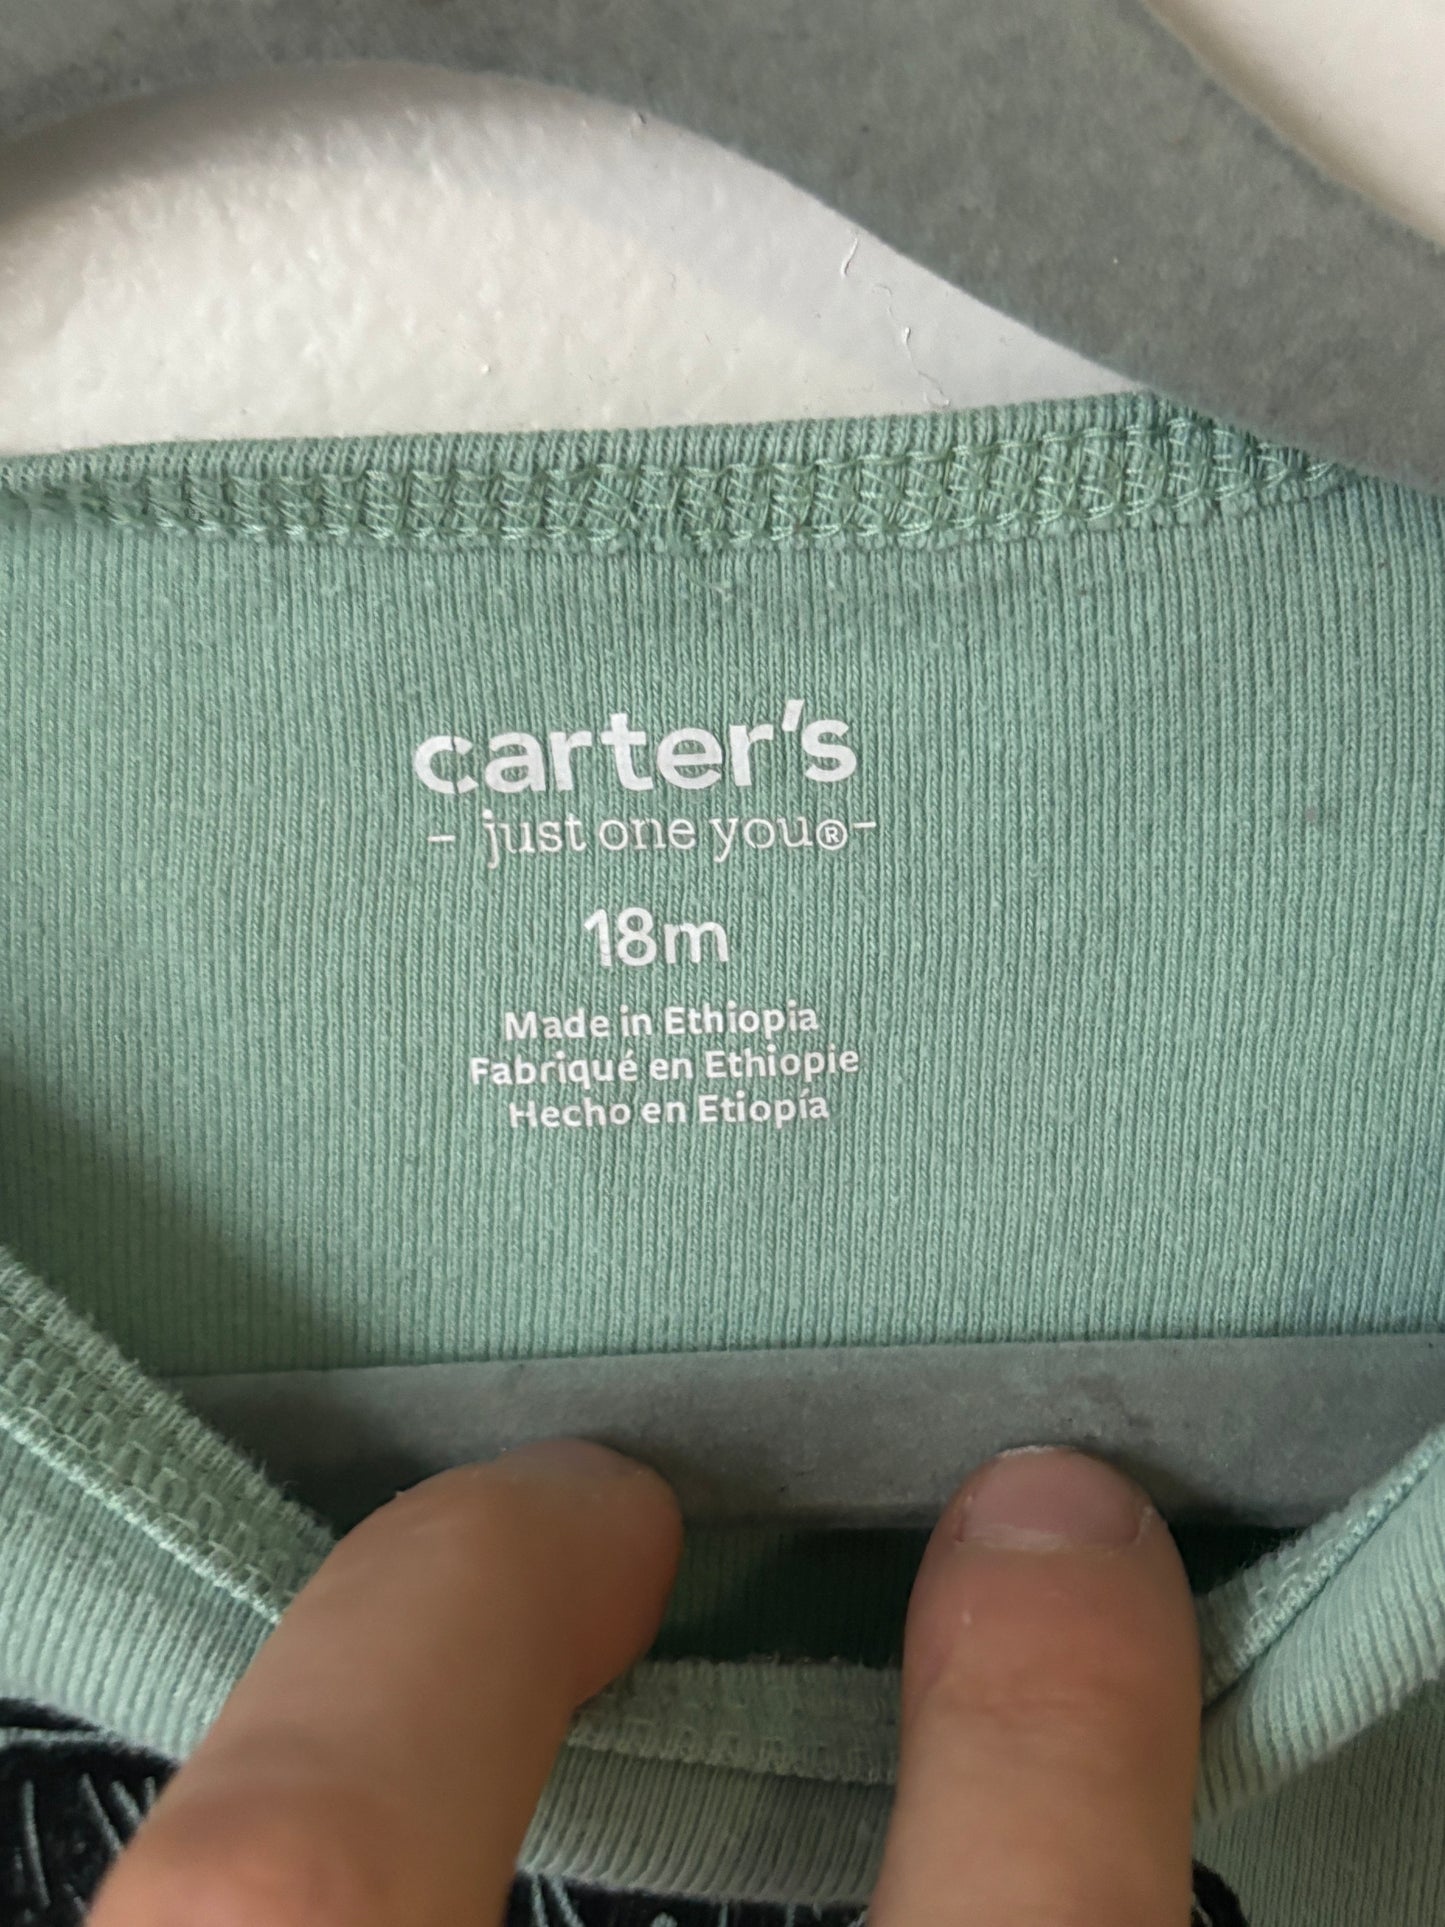 carter's
- just one you® -
18m
Made in Ethiopia
Fabriqué en Ethiopie
Hecho en Etiopía